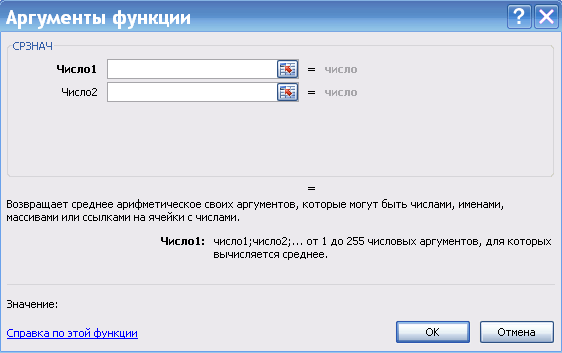 Аргументы функции
СРЗНАЧ
Число1 = число
Число2 = число
=
Возвращает среднее арифметическое своих аргументов, которые могут быть числами, именами,
массивами или ссылками на ячейки с числами.
Число1: число1;число2;... от 1 до 255 числовых аргументов, для которых
вычисляется среднее.
Значение:
Справка по этой функции
ОК
Отмена